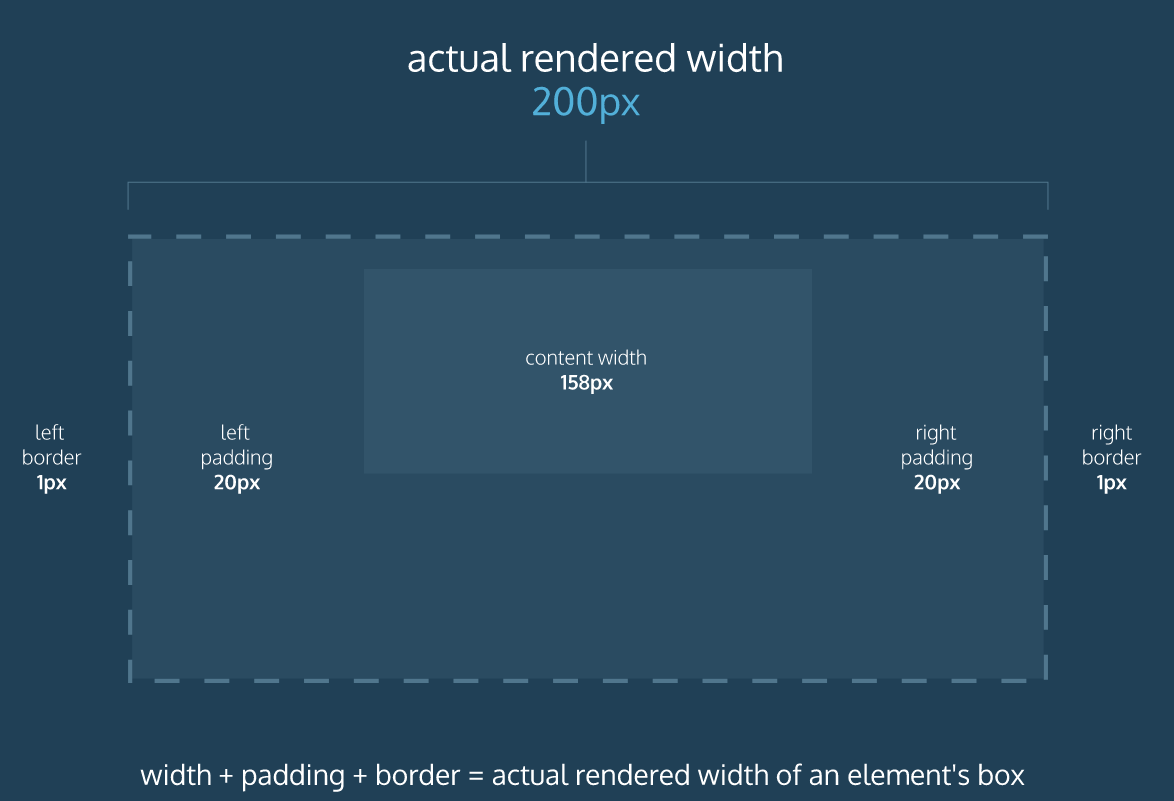 actual rendered width
200px
content width
158px
left
border
1px
left
padding
20px
right
padding
20px
right
border
1px
width + padding + border = actual rendered width of an element's box